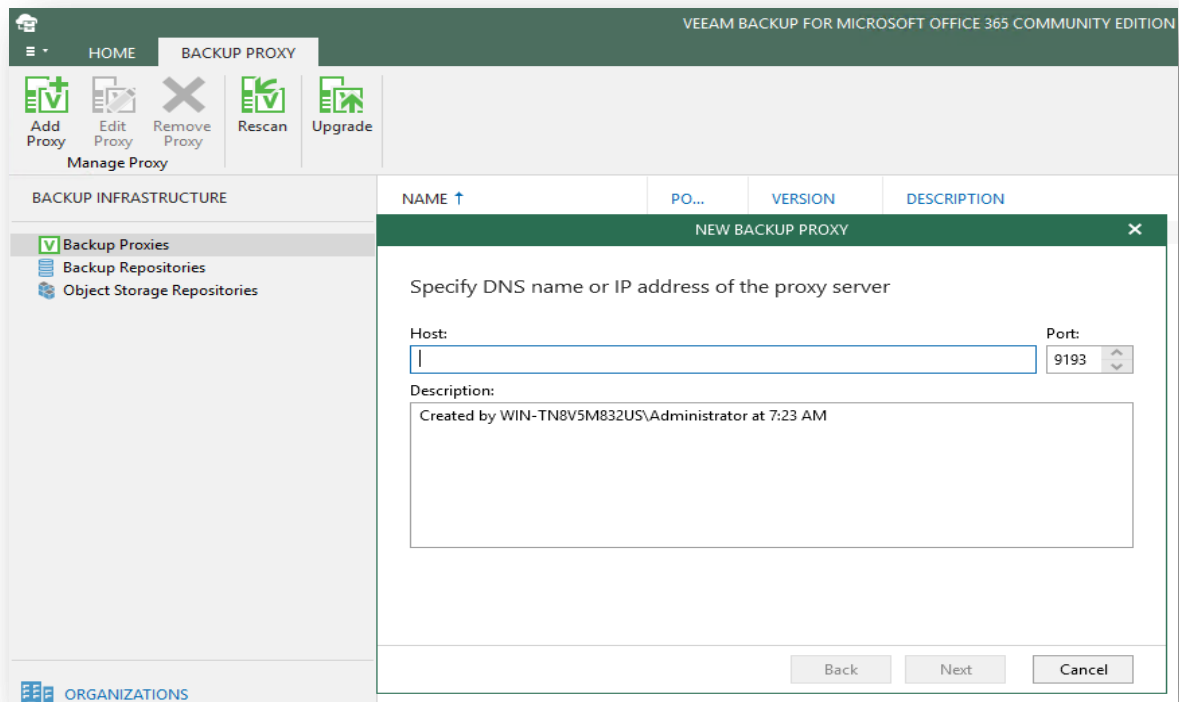 VEEAM BACKUP FOR MICROSOFT OFFICE 365 COMMUNITY EDITION
HOME BACKUP PROXY
Add Proxy
Edit Proxy
Remove Proxy
Rescan
Upgrade
Manage Proxy
BACKUP INFRASTRUCTURE
Backup Proxies
Backup Repositories
Object Storage Repositories
ORGANIZATIONS
NAME ↑ PO... VERSION DESCRIPTION
NEW BACKUP PROXY
Specify DNS name or IP address of the proxy server
Host: Port:
9193
Description:
Created by WIN-TN8V5M832US\Administrator at 7:23 AM
Back Next Cancel